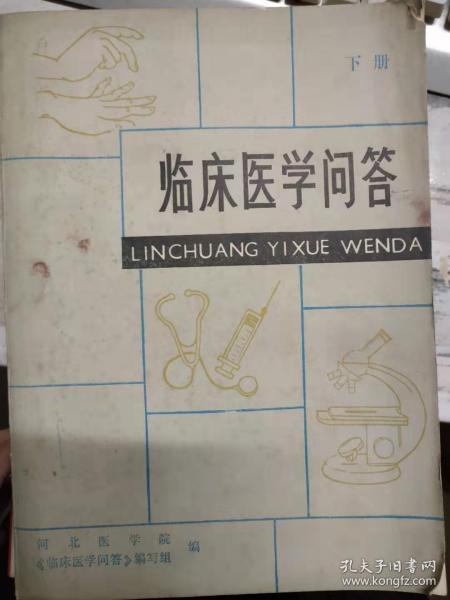 下册
临床医学问答
LINCHUANG YIXUE WENDA
河北医学院
《临床医学问答》编写组
编
孔夫子旧书网
www.kongfz.com